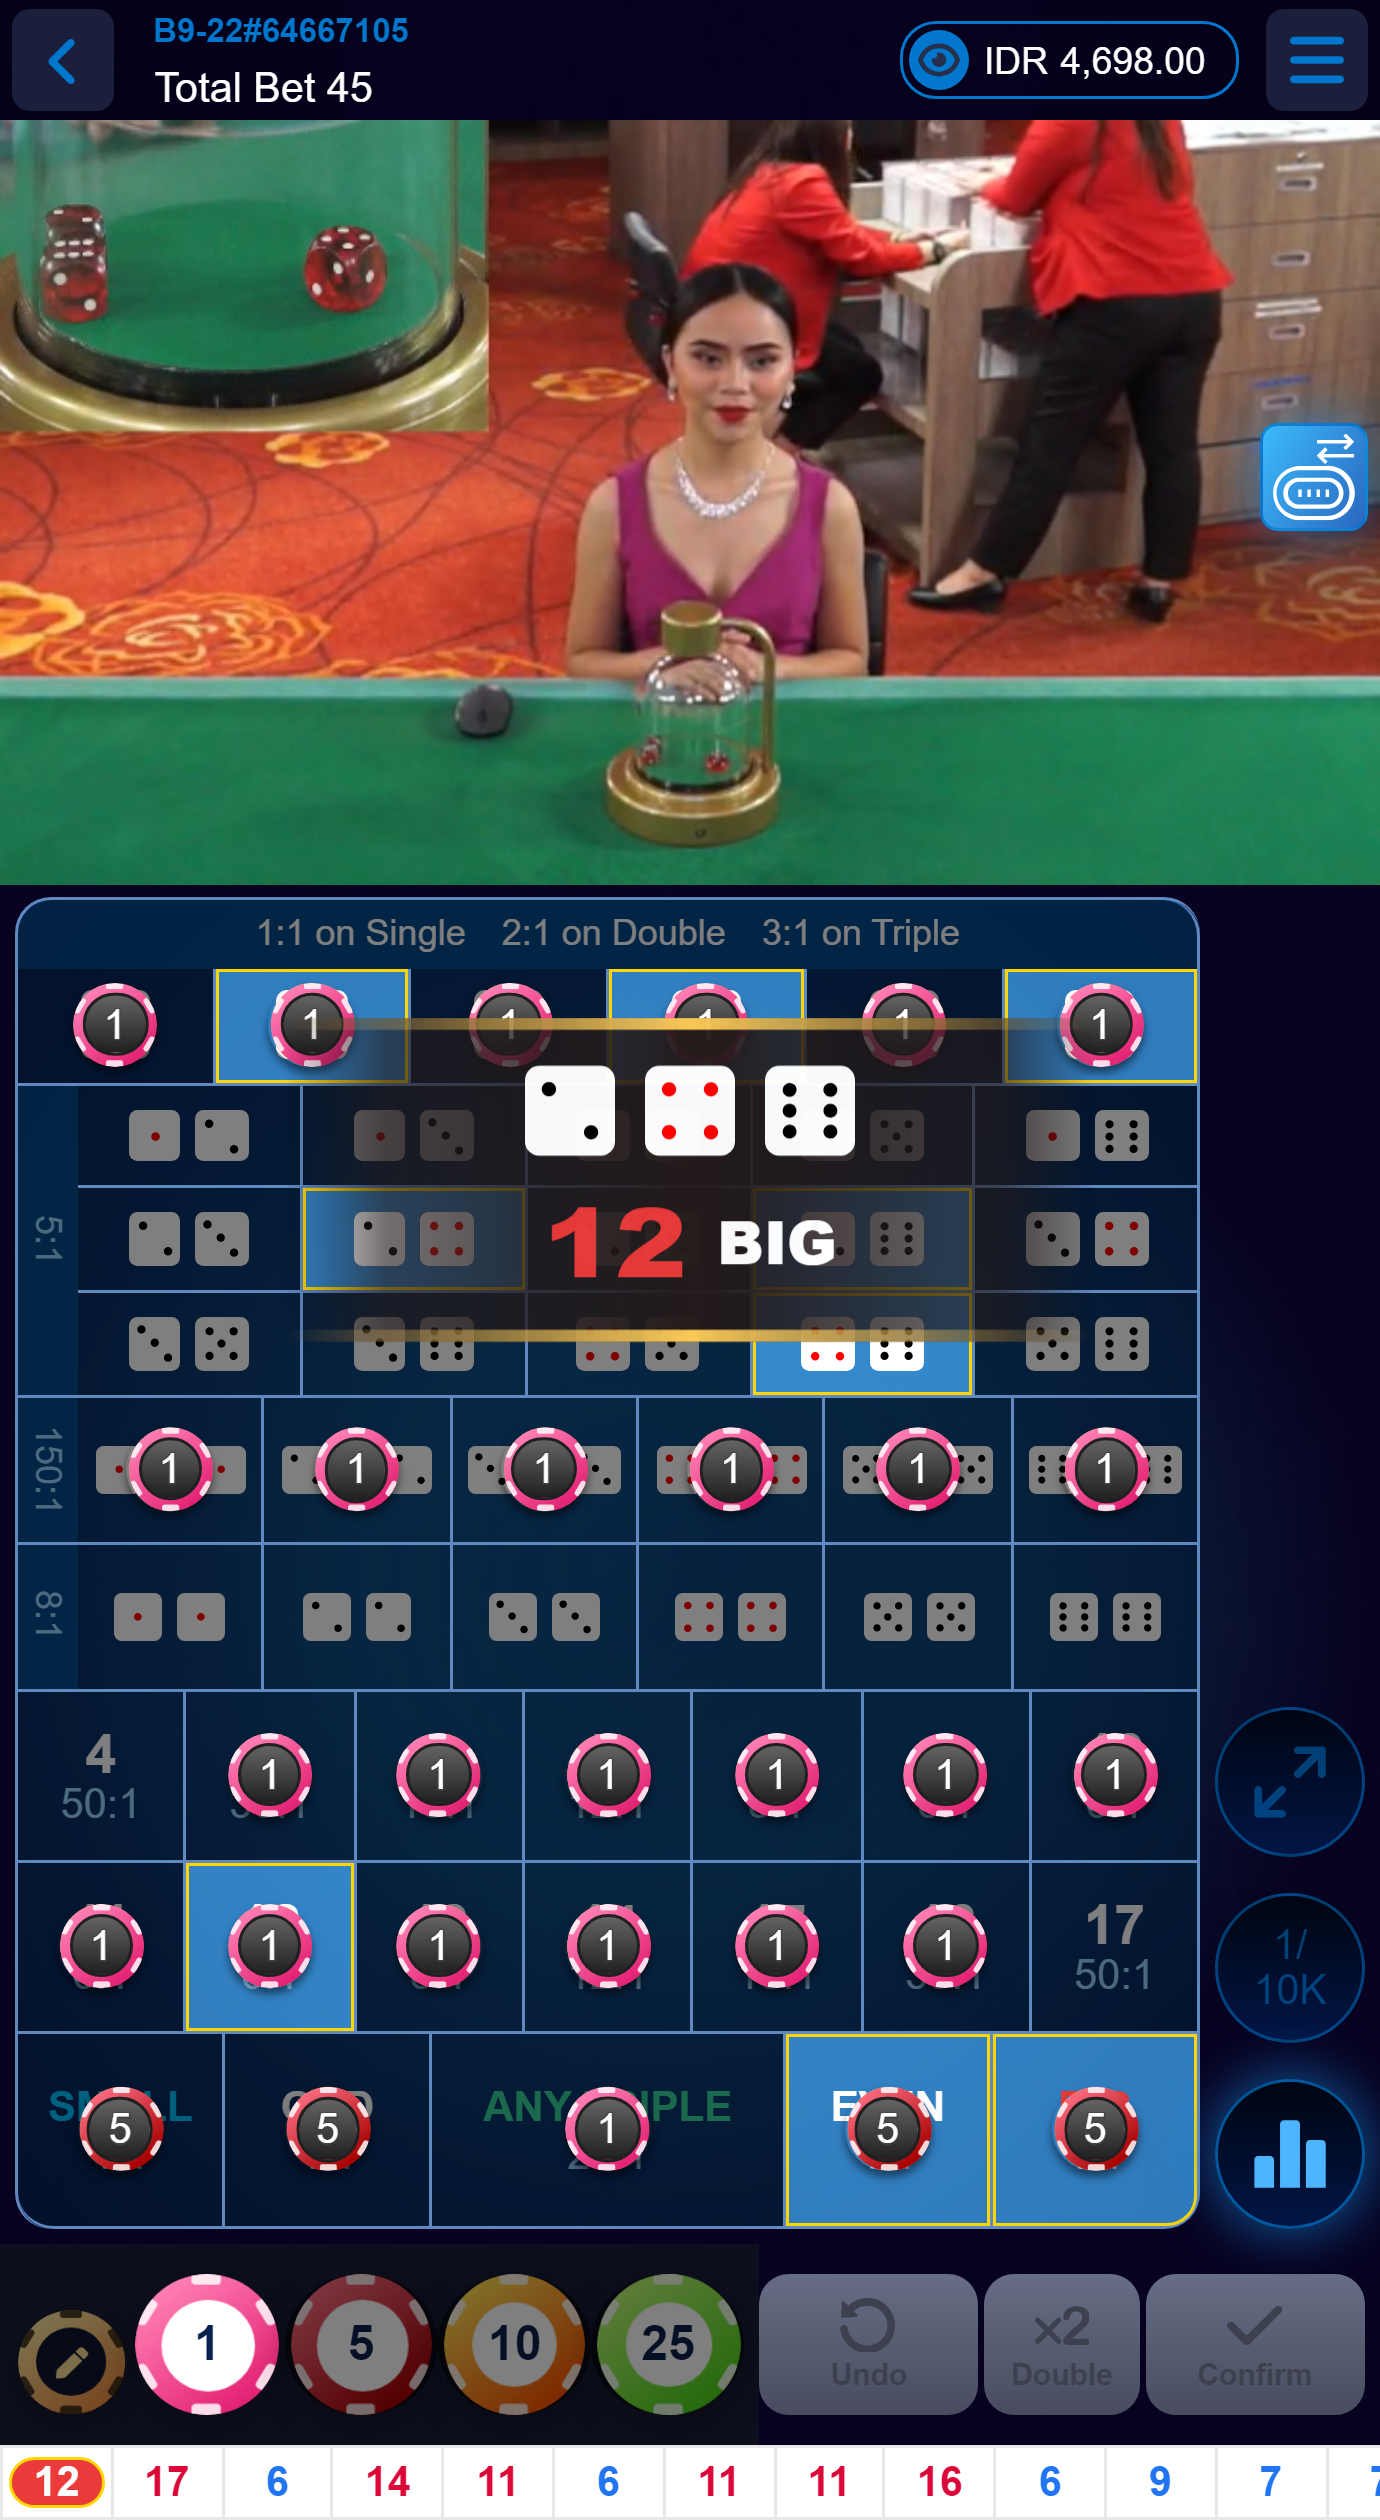 B9-22#64667105
Total Bet 45
IDR 4,698.00
1:1 on Single 2:1 on Double 3:1 on Triple
1 1 1 1 1 1
5:1
12 BIG
150:1
1 1 1 1 1 1
8:1
4
50:1
1 1 1 1 1 1
1 1 1 1 1 1
17
50:1
1/
10K
5 5 1 5 5
1 5 10 25
Undo
x2
Double
Confirm
12 17 6 14 11 6 11 11 16 6 9 7